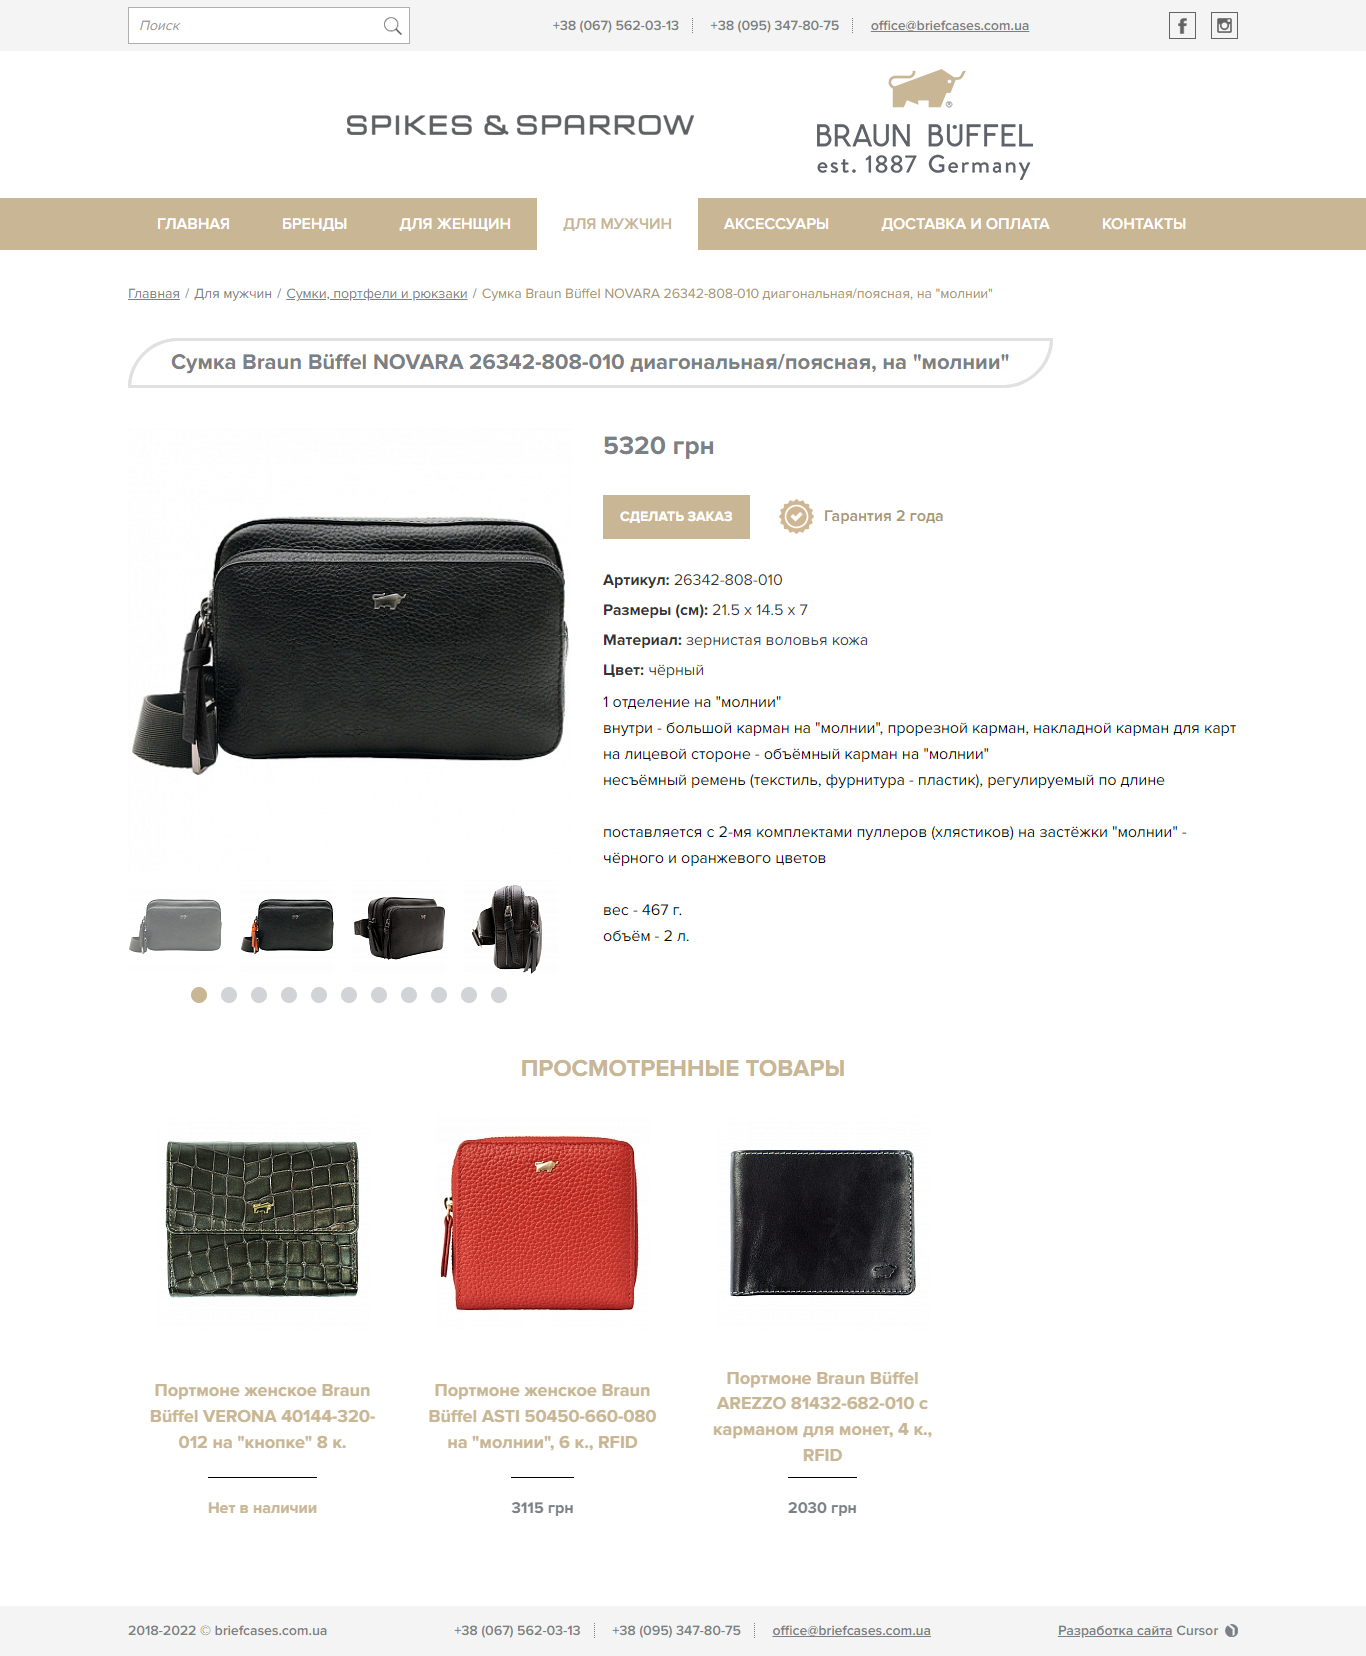 Поиск
+38 (067) 562-03-13
+38 (095) 347-80-75
office@briefcases.com.ua
SPIKES & SPARROW
BRAUN BÜFFEL
est. 1887 Germany
ГЛАВНАЯ
БРЕНДЫ
ДЛЯ ЖЕНЩИН
ДЛЯ МУЖЧИН
АКСЕССУАРЫ
ДОСТАВКА И ОПЛАТА
КОНТАКТЫ
Главная / Для мужчин / Сумки, портфели и рюкзаки / Сумка Braun Büffel NOVARA 26342-808-010 диагональная/поясная, на "молнии"
Сумка Braun Büffel NOVARA 26342-808-010 диагональная/поясная, на "молнии"
5320 грн
СДЕЛАТЬ ЗАКАЗ
Гарантия 2 года
Артикул: 26342-808-010
Размеры (см): 21.5 x 14.5 x 7
Материал: зернистая воловья кожа
Цвет: чёрный
1 отделение на "молнии"
внутри - большой карман на "молнии", прорезной карман, накладной карман для карт
на лицевой стороне - объёмный карман на "молнии"
несъёмный ремень (текстиль, фурнитура - пластик), регулируемый по длине
поставляется с 2-мя комплектами пуллеров (хлястиков) на застёжки "молнии" -
чёрного и оранжевого цветов
вес - 467 г.
объём - 2 л.
ПРОСМОТРЕННЫЕ ТОВАРЫ
Портмоне женское Braun
Büffel VERONA 40144-320-
012 на "кнопке" 8 к.
Нет в наличии
Портмоне женское Braun
Büffel ASTI 50450-660-080
на "молнии", 6 к., RFID
3115 грн
Портмоне Braun Büffel
AREZZO 81432-682-010 с
карманом для монет, 4 к.,
RFID
2030 грн
2018-2022 © briefcases.com.ua
+38 (067) 562-03-13
+38 (095) 347-80-75
office@briefcases.com.ua
Разработка сайта Cursor